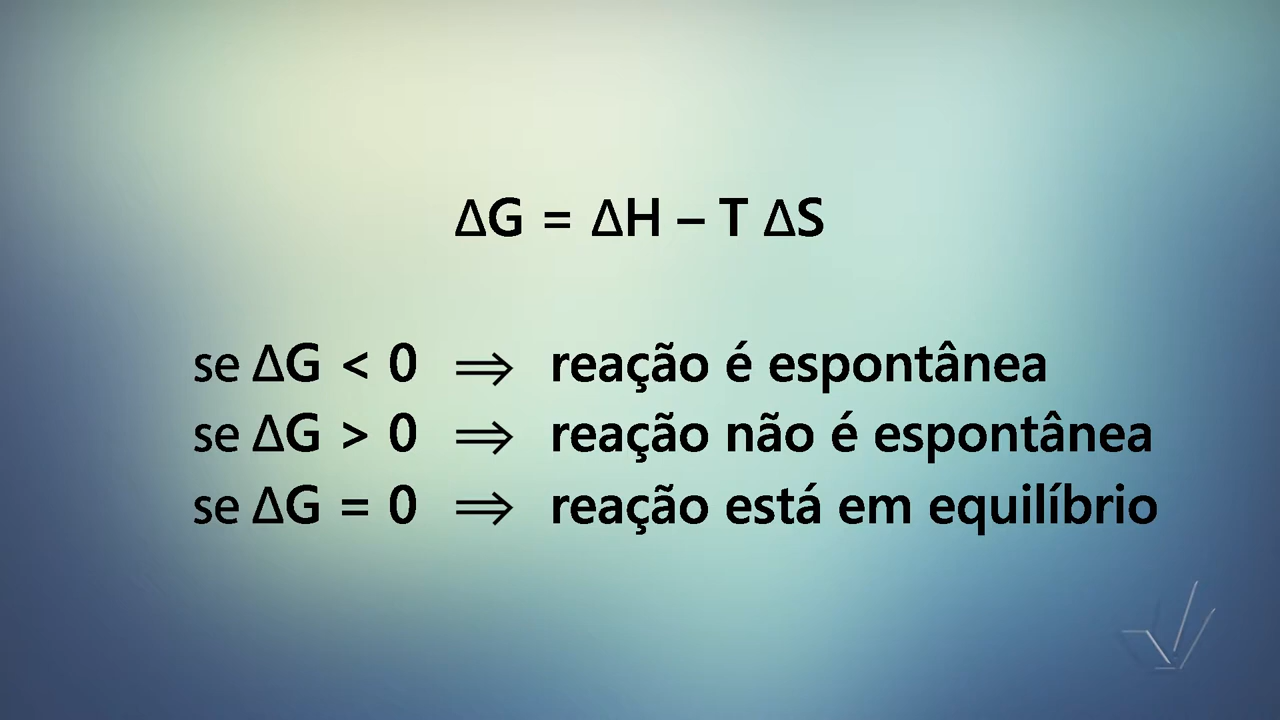 ΔG = ΔH – T ΔS
se ΔG < 0 ⇒ reação é espontânea
se ΔG > 0 ⇒ reação não é espontânea
se ΔG = 0 ⇒ reação está em equilíbrio